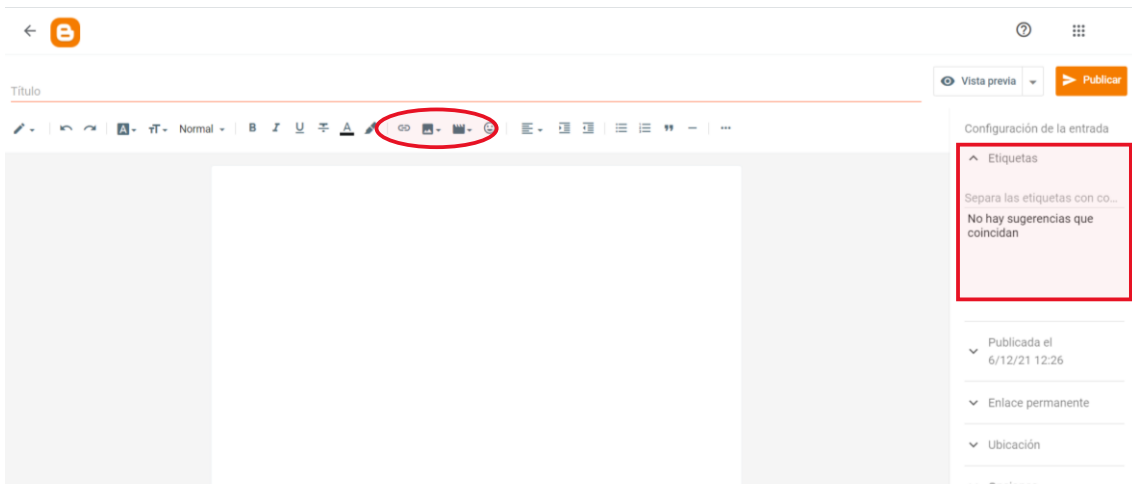 Título
Vista previa
Publicar
Normal
B I U A
Configuración de la entrada
Etiquetas
Separa las etiquetas con co...
No hay sugerencias que
coincidan
Publicada el
6/12/21 12:26
Enlace permanente
Ubicación